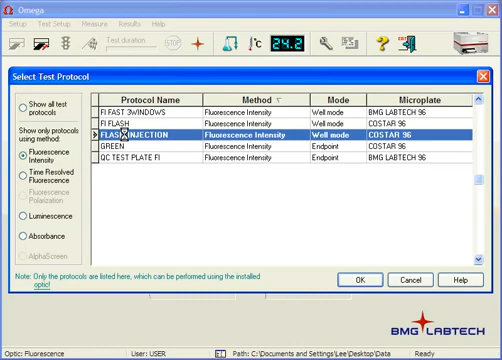 Omega
Setup Test Setup Measure Results Help
Test duration
STOP
°C
24.2
EXIT
Select Test Protocol
Show all test protocols
Show only protocols using method:
Fluorescence Intensity
Time Resolved Fluorescence
Fluorescence Polarization
Luminescence
Absorbance
AlphaScreen
Protocol Name Method Mode Microplate
FI FAST 3WINDOWS Fluorescence Intensity Well mode BMG LABTECH 96
FI FLASH Fluorescence Intensity Well mode COSTAR 96
FLASH INJECTION Fluorescence Intensity Well mode COSTAR 96
GREEN Fluorescence Intensity Endpoint COSTAR 96
QC TEST PLATE FI Fluorescence Intensity Endpoint BMG LABTECH 96
Note: Only the protocols are listed here, which can be performed using the installed optic!
OK Cancel Help
BMG LABTECH
Optic: Fluorescence User: USER Path: C:\Documents and Settings\Lee\Desktop\Data Ready